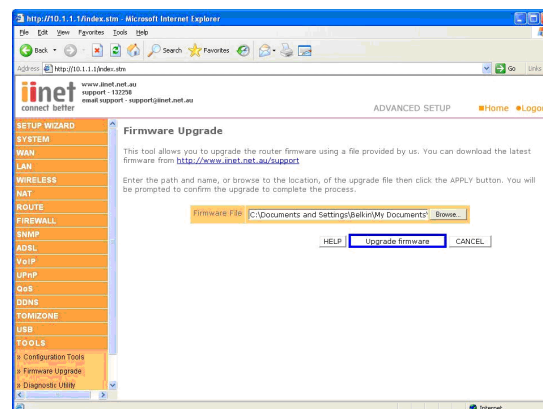 http://10.1.1.1/index.stm - Microsoft Internet Explorer
File Edit View Favorites Tools Help
Back Search Favorites
Address http://10.1.1.1/index.stm Go Links
iinet
connect better
www.iinet.net.au
support - 132258
email support - support@iinet.net.au
ADVANCED SETUP Home Logou
SETUP WIZARD
SYSTEM
WAN
LAN
WIRELESS
NAT
ROUTE
FIREWALL
SNMP
ADSL
VoIP
UPnP
QoS
DDNS
TOMIZONE
USB
TOOLS
» Configuration Tools
» Firmware Upgrade
» Diagnostic Utility
Firmware Upgrade
This tool allows you to upgrade the router firmware using a file provided by us. You can download the latest
firmware from http://www.iinet.net.au/support
Enter the path and name, or browse to the location, of the upgrade file then click the APPLY button. You will
be prompted to confirm the upgrade to complete the process.
Firmware File C:\Documents and Settings\Belkin\My Documents\ Browse...
HELP Upgrade firmware CANCEL
Internet